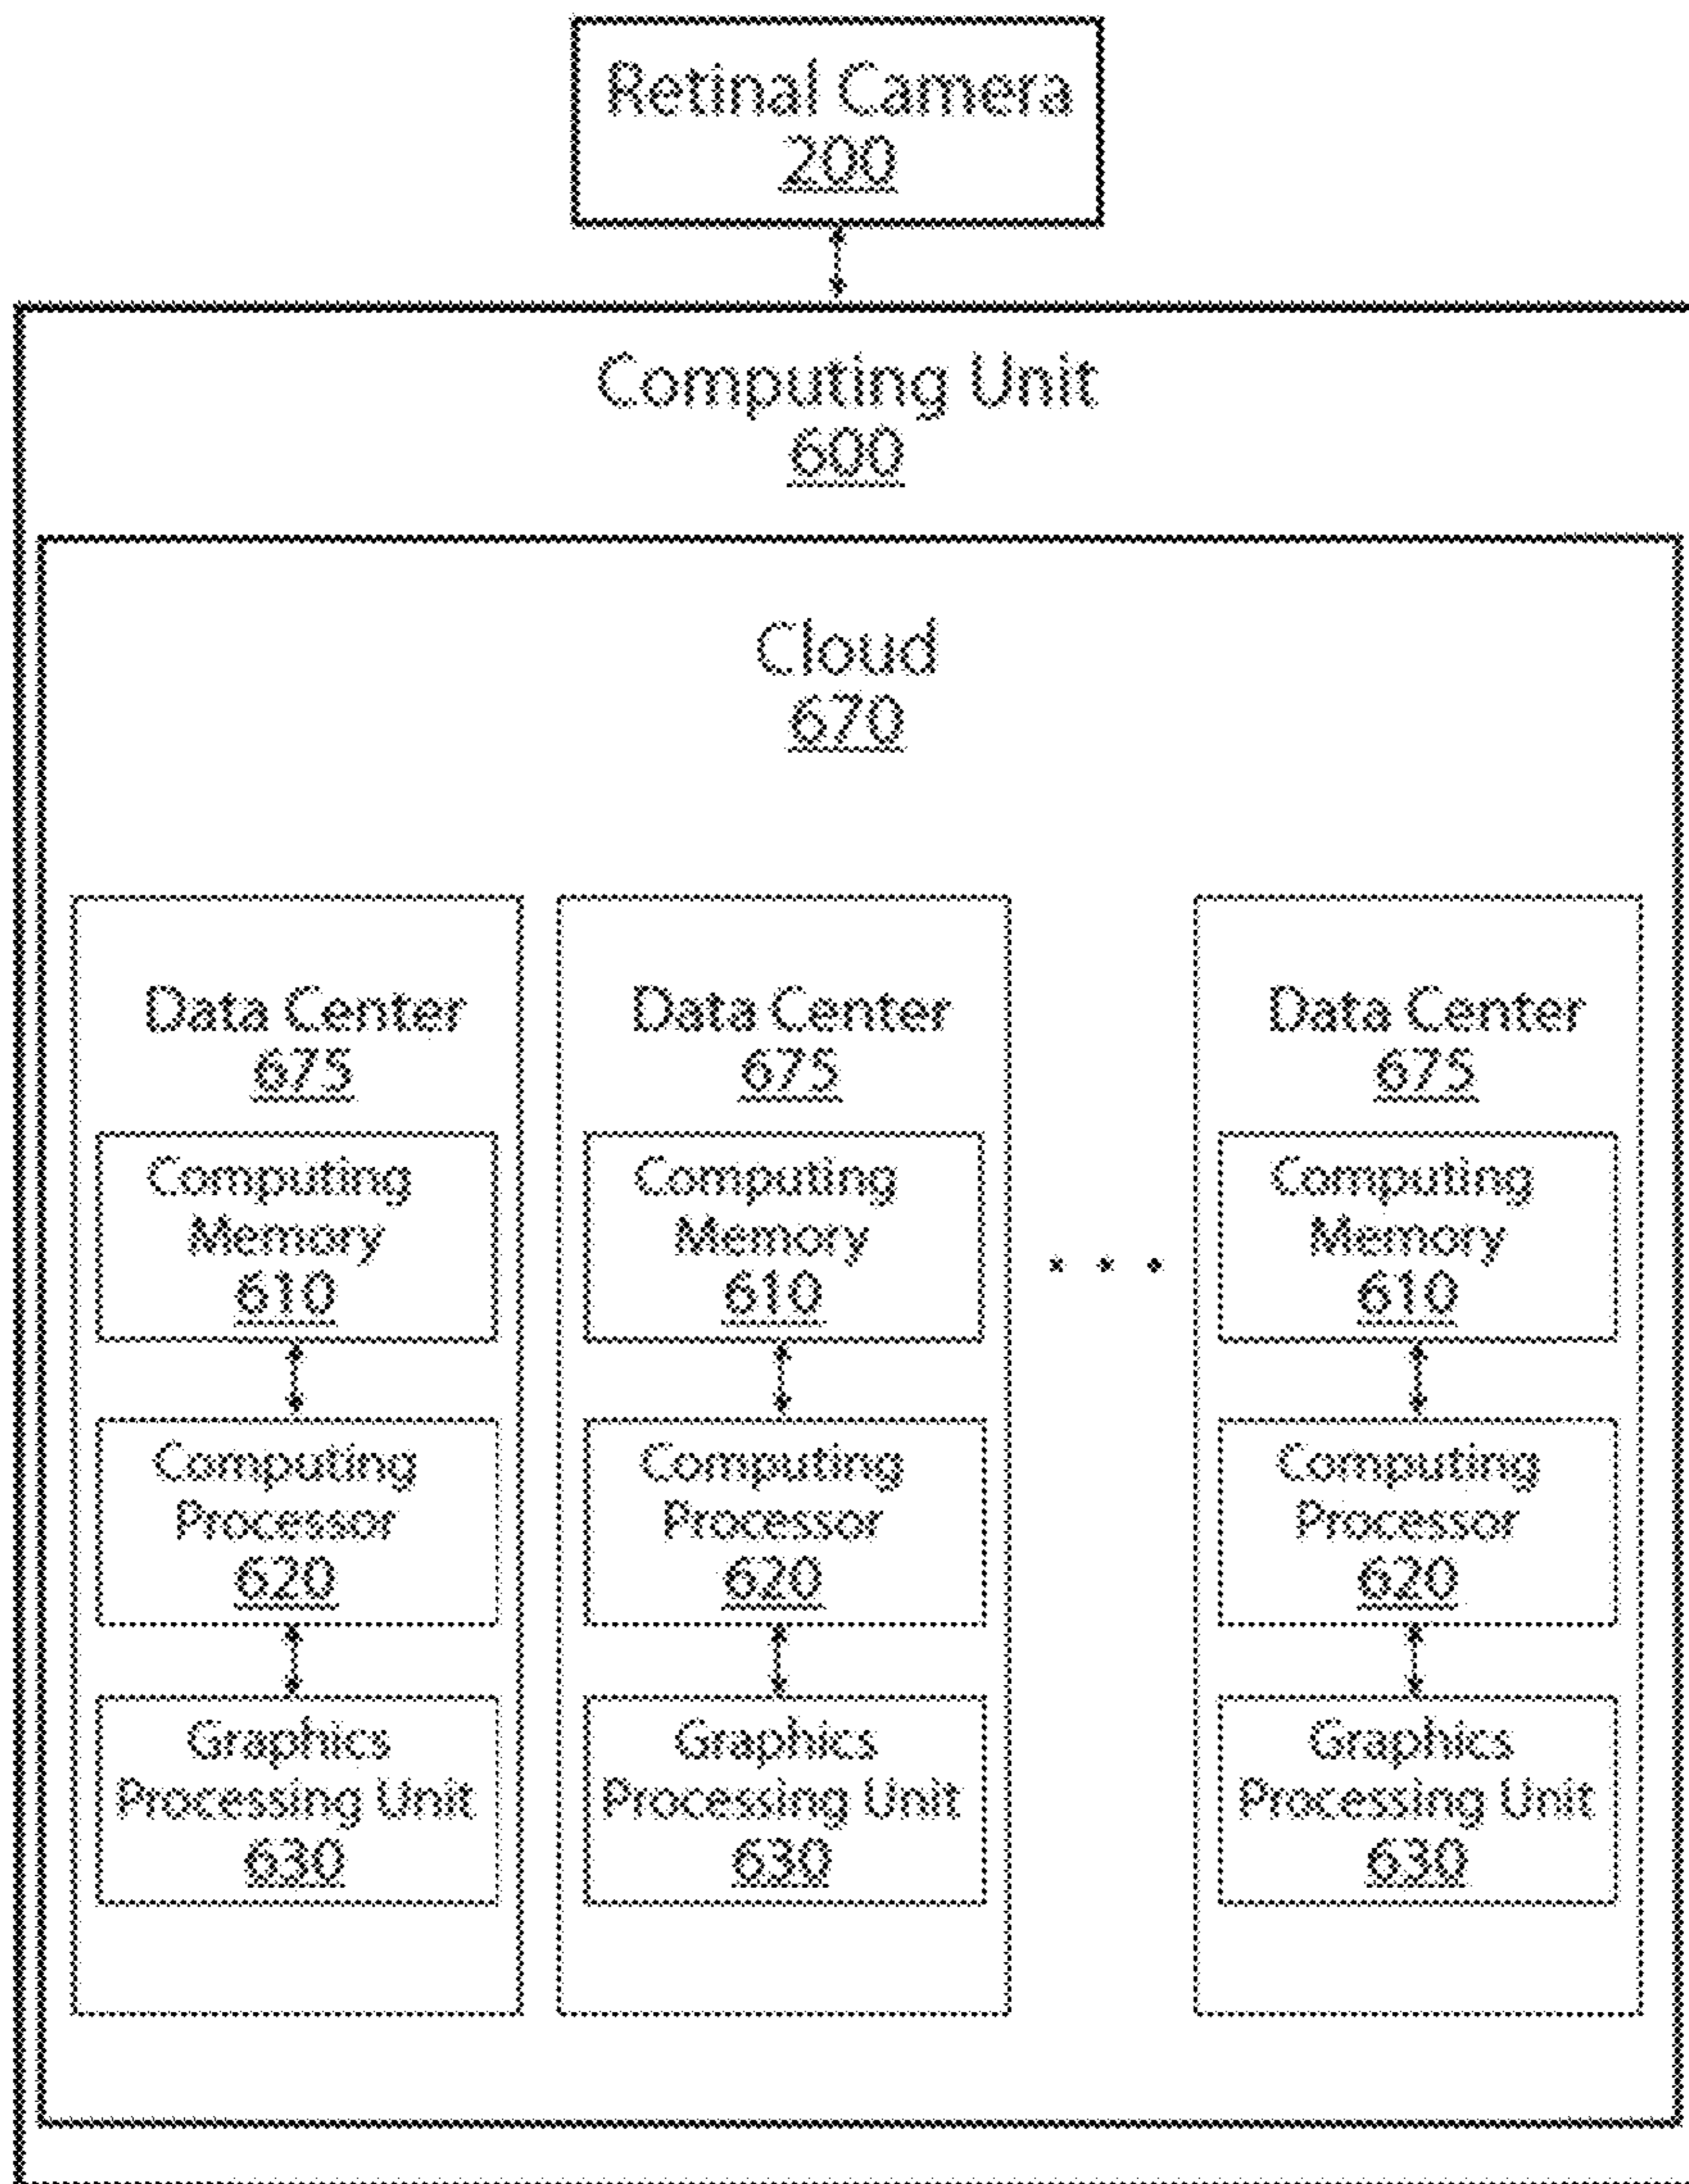 Retinal Camera
200
Computing Unit
600
Cloud
670
Data Center
675
Computing
Memory
610
Computing
Processor
620
Graphics
Processing Unit
630
Data Center
675
Computing
Memory
610
Computing
Processor
620
Graphics
Processing Unit
630
. . .
Data Center
675
Computing
Memory
610
Computing
Processor
620
Graphics
Processing Unit
630